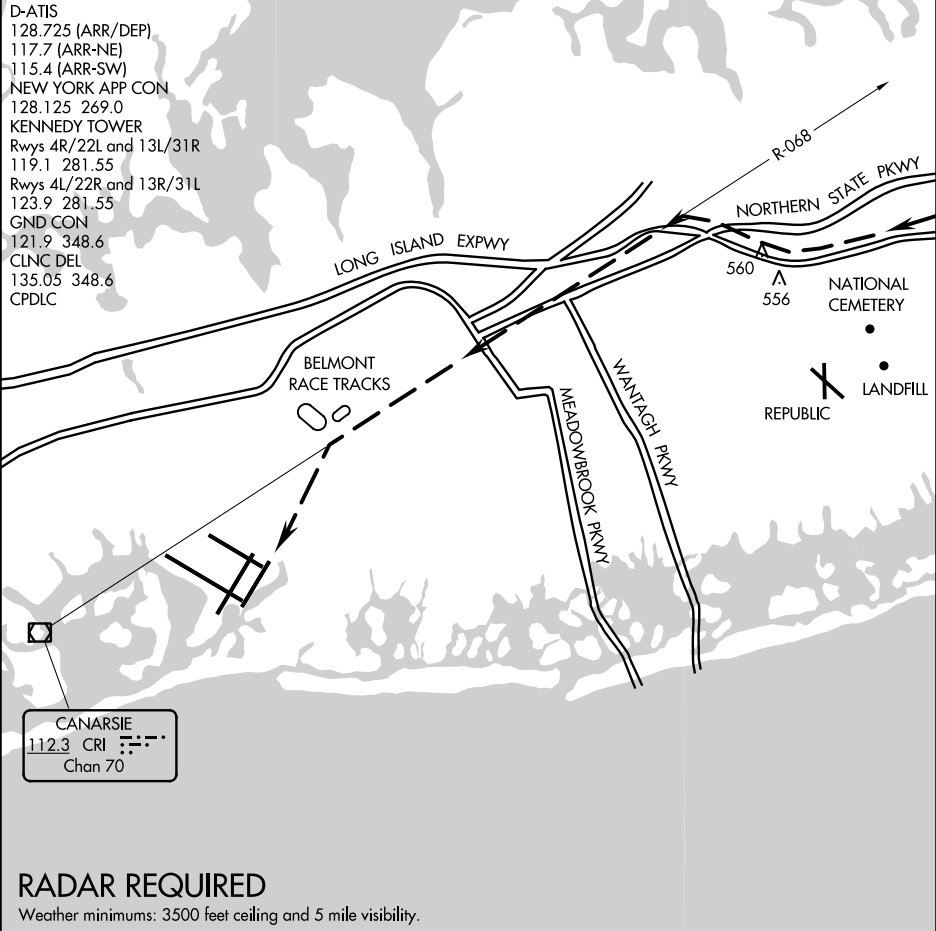 D-ATIS
128.725 (ARR/DEP)
117.7 (ARR-NE)
115.4 (ARR-SW)
NEW YORK APP CON
128.125 269.0
KENNEDY TOWER
Rwys 4R/22L and 13L/31R
119.1 281.55
Rwys 4L/22R and 13R/31L
123.9 281.55
GND CON
121.9 348.6
CLNC DEL
135.05 348.6
CPDLC
R-068
NORTHERN STATE PKWY
LONG ISLAND EXPWY
560
556
NATIONAL
CEMETERY
LANDFILL
REPUBLIC
BELMONT
RACE TRACKS
WANTAGH PKWY
MEADOWBROOK PKWY
CANARSIE
112.3 CRI
Chan 70
RADAR REQUIRED
Weather minimums: 3500 feet ceiling and 5 mile visibility.